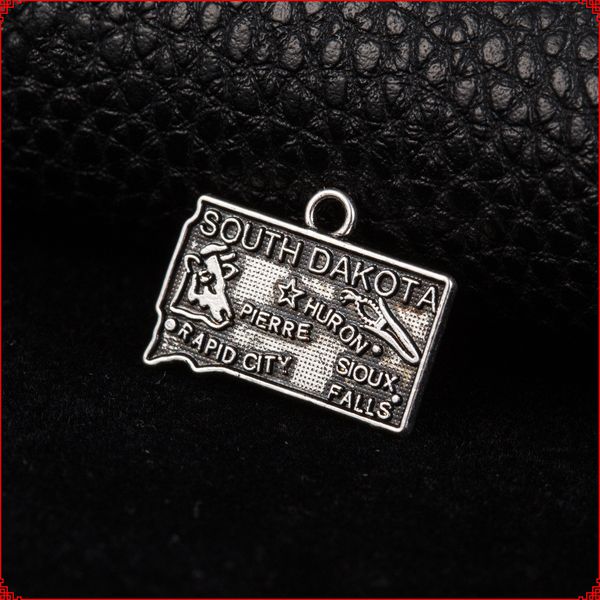 SOUTH DAKOTA
HURON
PIERRE
RAPID CITY
SIOUX
FALLS